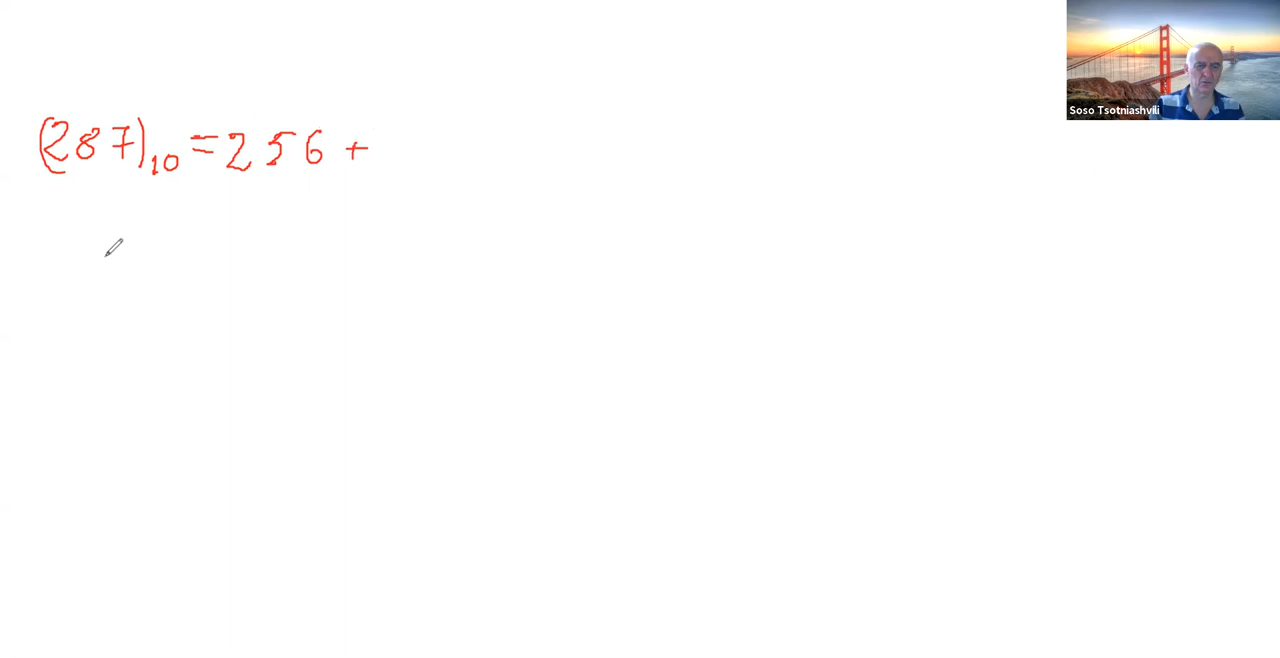 Soso Tsotniashvili
(287)₁₀ = 256 +